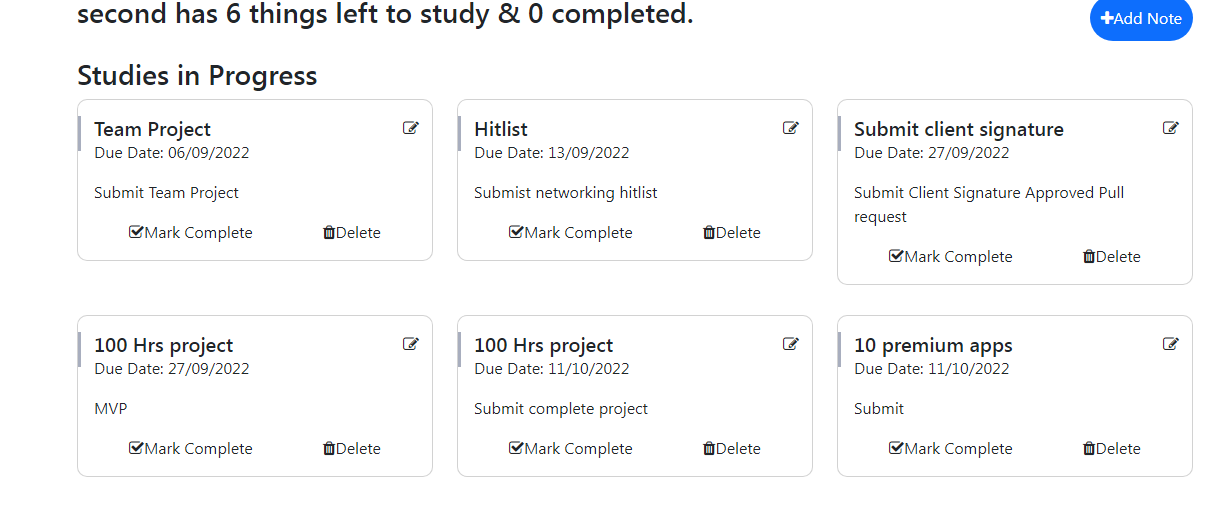 second has 6 things left to study & 0 completed.
Add Note
Studies in Progress
Team Project
Due Date: 06/09/2022
Submit Team Project
Mark Complete
Delete
Hitlist
Due Date: 13/09/2022
Submist networking hitlist
Mark Complete
Delete
Submit client signature
Due Date: 27/09/2022
Submit Client Signature Approved Pull
request
Mark Complete
Delete
100 Hrs project
Due Date: 27/09/2022
MVP
Mark Complete
Delete
100 Hrs project
Due Date: 11/10/2022
Submit complete project
Mark Complete
Delete
10 premium apps
Due Date: 11/10/2022
Submit
Mark Complete
Delete